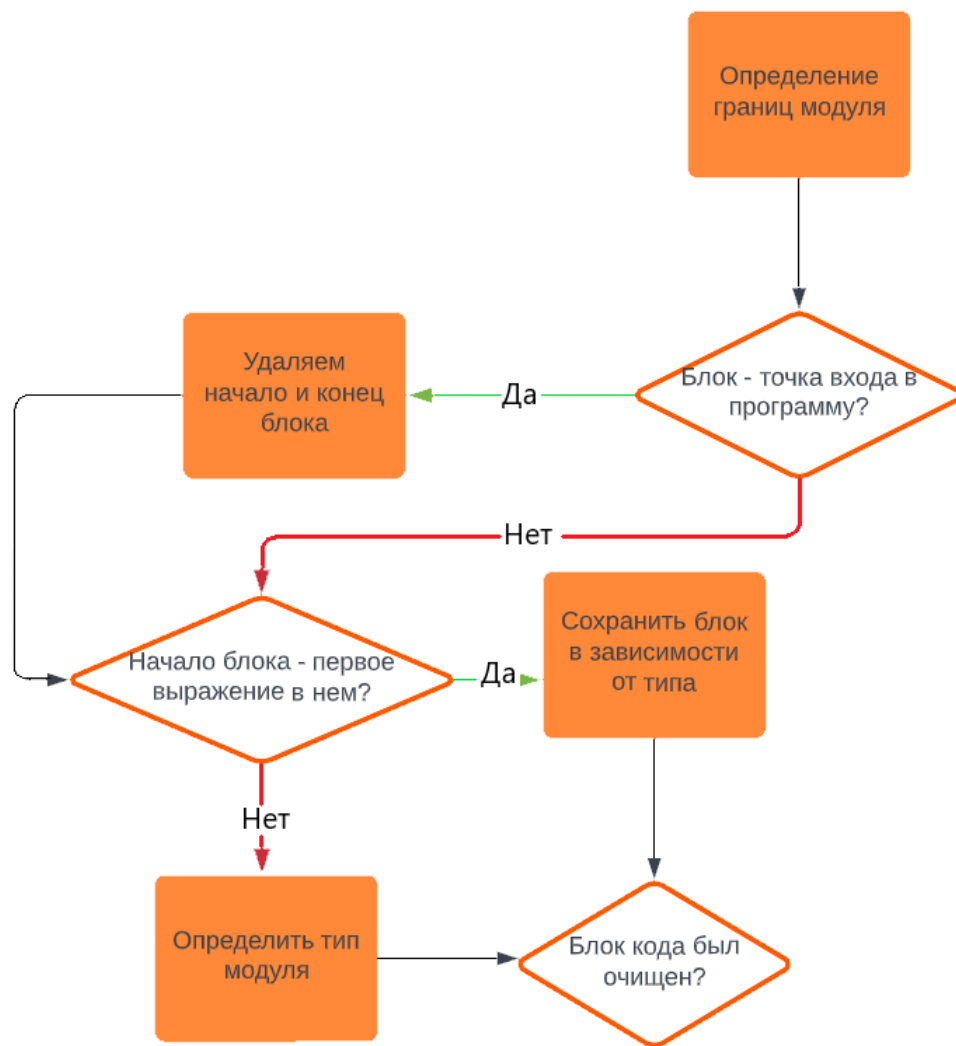 Определение
границ модуля
Блок - точка входа в
программу?
Да
Удаляем
начало и конец
блока
Нет
Начало блока - первое
выражение в нем?
Да
Сохранить блок
в зависимости
от типа
Нет
Определить тип
модуля
Блок кода был
очищен?